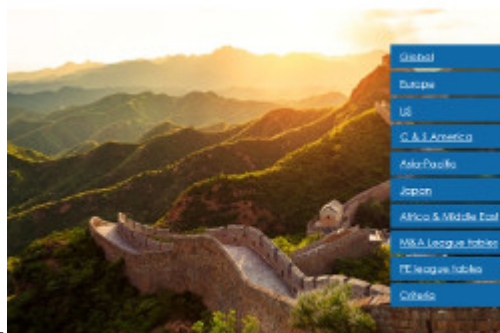 Global
Europe
US
C & S America
Asia-Pacific
Japan
Africa & Middle East
M&A League tables
PE league tables
Criteria